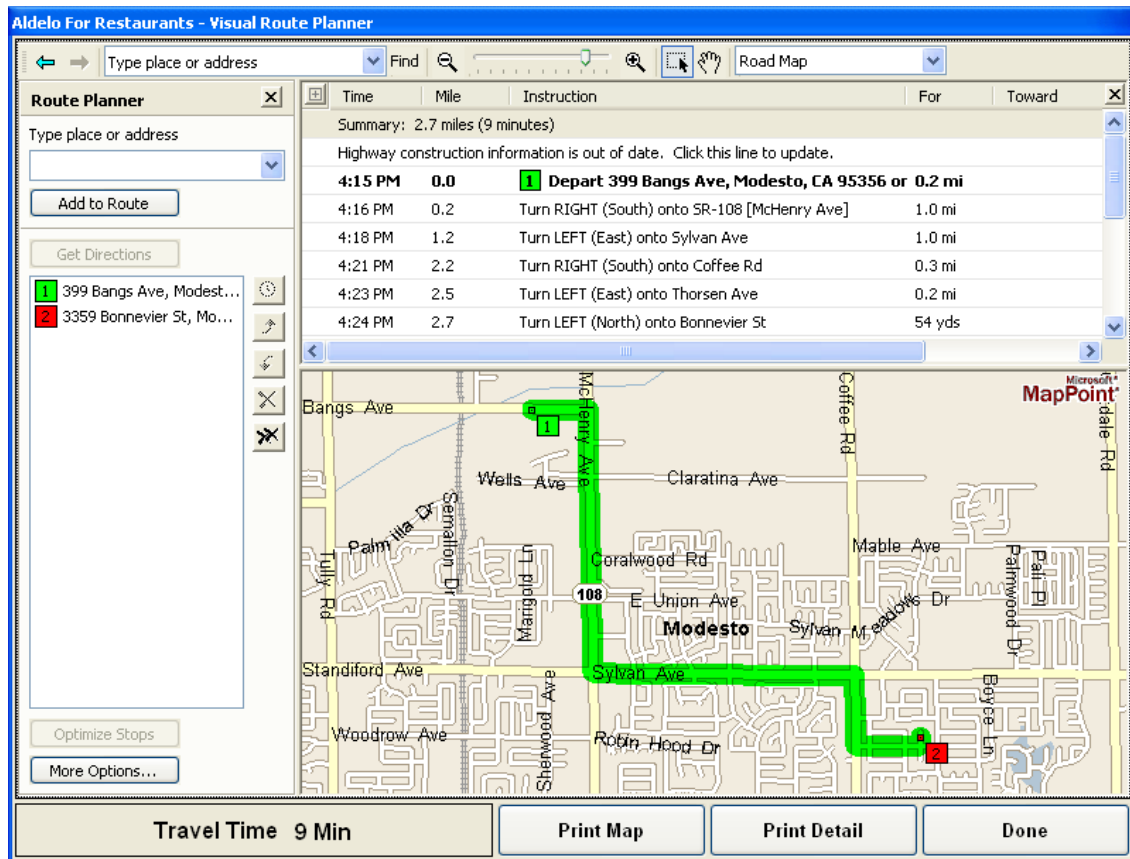 Aldelo For Restaurants - Visual Route Planner
Type place or address Find Road Map
Route Planner
Type place or address
Add to Route
Get Directions
1 399 Bangs Ave, Modest...
2 3359 Bonnevier St, Mo...
Optimize Stops
More Options...
Time Mile Instruction For Toward
Summary: 2.7 miles (9 minutes)
Highway construction information is out of date. Click this line to update.
4:15 PM 0.0 1 Depart 399 Bangs Ave, Modesto, CA 95356 or 0.2 mi
4:16 PM 0.2 Turn RIGHT (South) onto SR-108 [McHenry Ave] 1.0 mi
4:18 PM 1.2 Turn LEFT (East) onto Sylvan Ave 1.0 mi
4:21 PM 2.2 Turn RIGHT (South) onto Coffee Rd 0.3 mi
4:23 PM 2.5 Turn LEFT (East) onto Thorsen Ave 0.2 mi
4:24 PM 2.7 Turn LEFT (North) onto Bonnevier St 54 yds
Microsoft
MapPoint
Bangs Ave
1
McHenry Ave
Coffee Rd
dale Rd
Wells Ave
Claratina Ave
Palmilla Dr
Semallon Dr
Tully Rd
Marigold Ln
Coralwood Rd
Mable Ave
Palmwood Dr
Pali Pl
108
E Union Ave
Modesto
Sylvan Meadows Dr
Standiford Ave
Sylvan Ave
Woodrow Ave
Sherwood Ave
Robin Hood Dr
Boyce Ln
2
Travel Time 9 Min
Print Map
Print Detail
Done